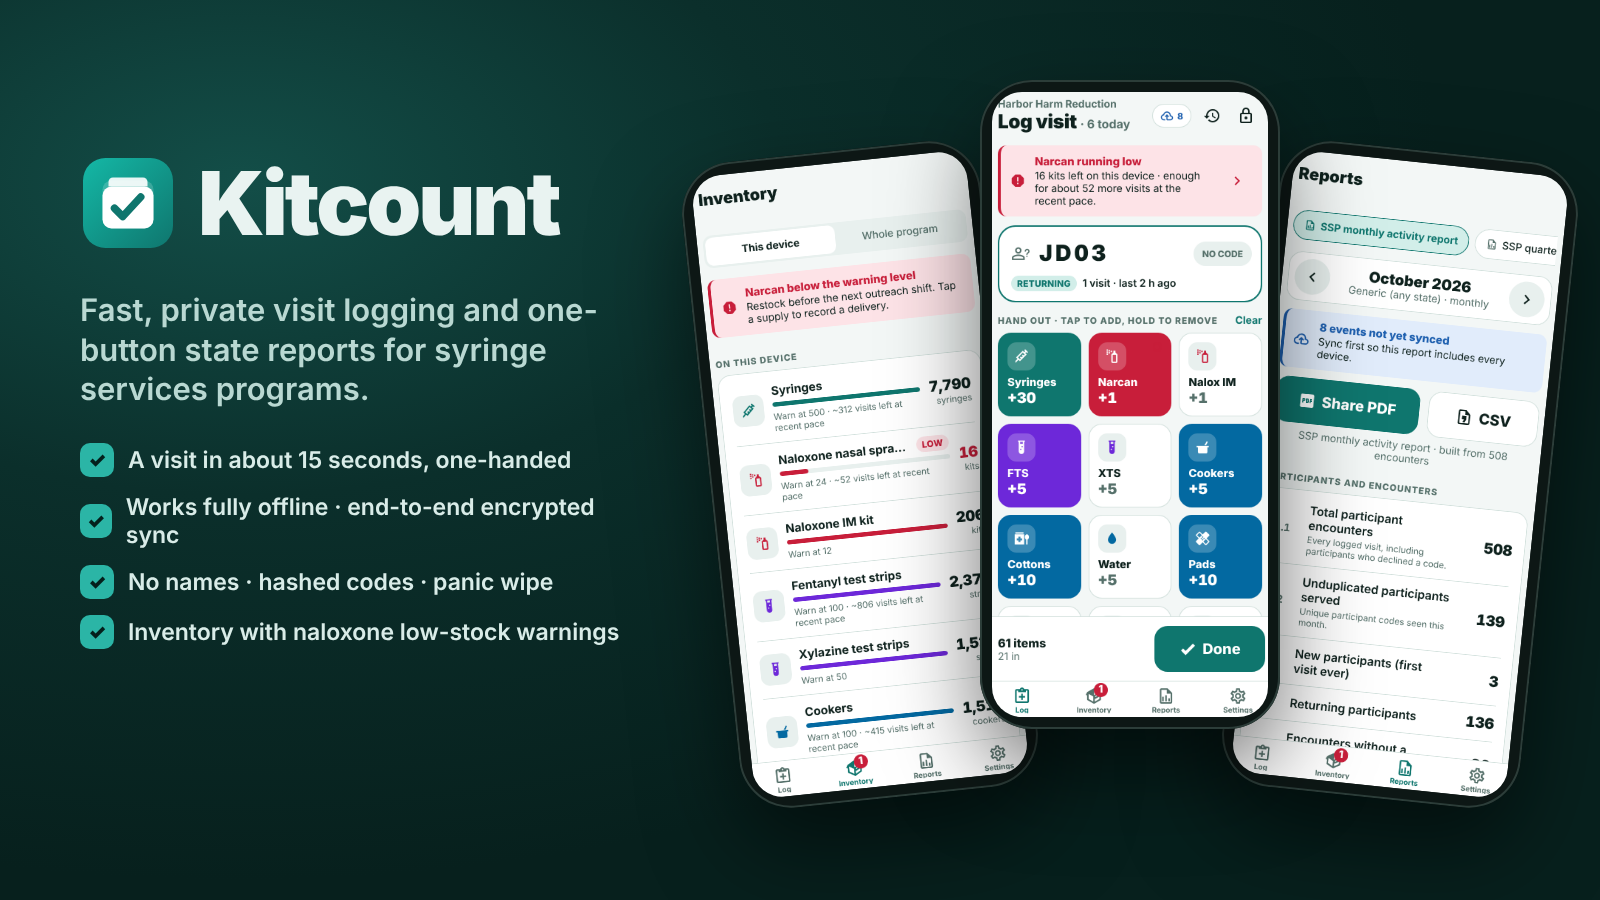 Kitcount
Fast, private visit logging and one-
button state reports for syringe
services programs.
A visit in about 15 seconds, one-handed
Works fully offline · end-to-end encrypted
sync
No names · hashed codes · panic wipe
Inventory with naloxone low-stock warnings
Inventory
This device
Whole program
Narcan below the warning level
Restock before the next outreach shift. Tap
a supply to record a delivery.
ON THIS DEVICE
Syringes
7,790
syringes
Warn at 500 · ~312 visits left at
recent pace
Naloxone nasal spra...
LOW
16
kits
Warn at 24 · ~52 visits left at recent
pace
Naloxone IM kit
206
Warn at 12
Fentanyl test strips
2,37
Warn at 100 · ~806 visits left at
recent pace
Xylazine test strips
Warn at 50
Cookers
Warn at 100 · ~415 visits left at
recent pace
Log
1
Inventory
Reports
Settings
Harbor Harm Reduction
Log visit · 6 today
8
Narcan running low
16 kits left on this device · enough
for about 52 more visits at the
recent pace.
JD03
NO CODE
RETURNING
1 visit · last 2 h ago
HAND OUT · TAP TO ADD, HOLD TO REMOVE
Clear
Syringes
+30
Narcan
+1
Nalox IM
+1
FTS
+5
XTS
+5
Cookers
+5
Cottons
+10
Water
+5
Pads
+10
61 items
21 in
Done
Log
1
Inventory
Reports
Settings
Reports
SSP monthly activity report
SSP quarte
October 2026
Generic (any state) · monthly
8 events not yet synced
Sync first so this report includes every
device.
PDF
Share PDF
CSV
SSP monthly activity report · built from 508
encounters
RTICIPANTS AND ENCOUNTERS
.1
Total participant
encounters
508
Every logged visit, including
participants who declined a code.
Unduplicated participants
served
139
Unique participant codes seen this
month.
New participants (first
visit ever)
3
Returning participants
136
Encounters without a
Log
1
Inventory
Reports
Settings